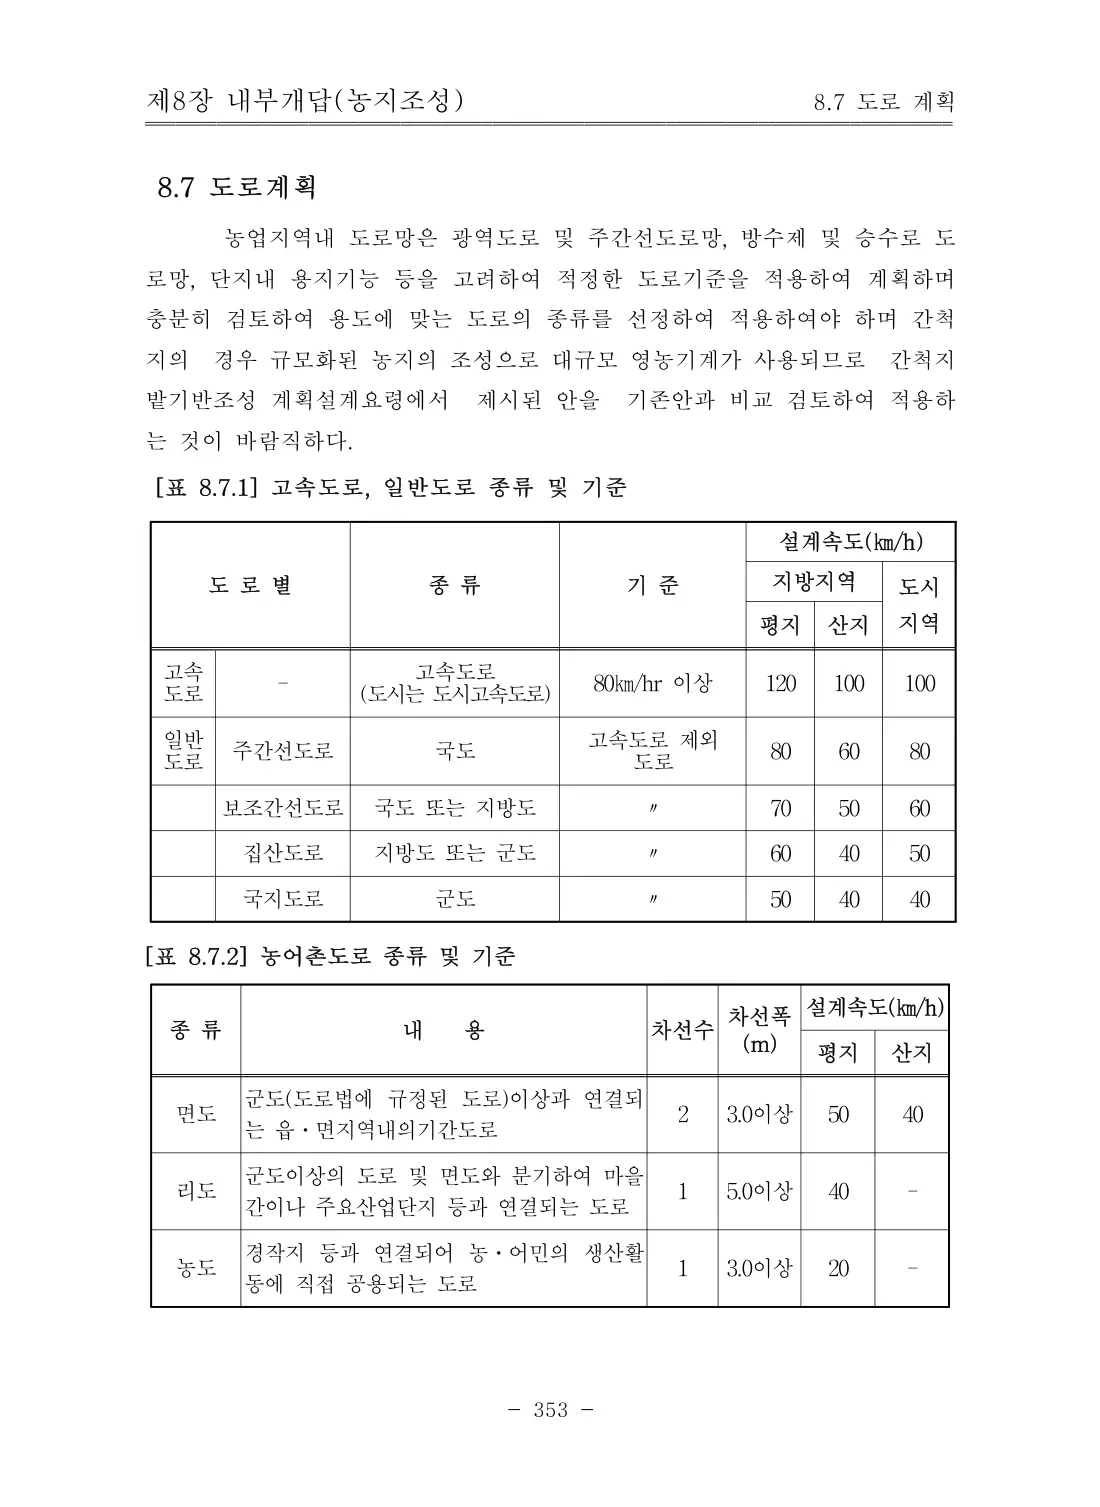 제8장 내부개답(농지조성) 8.7 도로 계획
8.7 도로계획
농업지역내 도로망은 광역도로 및 주간선도로망, 방수제 및 승수로 도
로망, 단지내 용지기능 등을 고려하여 적정한 도로기준을 적용하여 계획하며
충분히 검토하여 용도에 맞는 도로의 종류를 선정하여 적용하여야 하며 간척
지의 경우 규모화된 농지의 조성으로 대규모 영농기계가 사용되므로 간척지
밭기반조성 계획설계요령에서 제시된 안을 기존안과 비교 검토하여 적용하
는 것이 바람직하다.
[표 8.7.1] 고속도로, 일반도로 종류 및 기준
도 로 별 종 류 기 준 설계속도(㎞/h)
지방지역 도시
지역
평지 산지
고속
도로 - 고속도로
(도시는 도시고속도로) 80㎞/hr 이상 120 100 100
일반
도로 주간선도로 국도 고속도로 제외
도로 80 60 80
보조간선도로 국도 또는 지방도 〃 70 50 60
집산도로 지방도 또는 군도 〃 60 40 50
국지도로 군도 〃 50 40 40
[표 8.7.2] 농어촌도로 종류 및 기준
종 류 내 용 차선수 차선폭
(m) 설계속도(㎞/h)
평지 산지
면도 군도(도로법에 규정된 도로)이상과 연결되
는 읍・면지역내의기간도로 2 3.0이상 50 40
리도 군도이상의 도로 및 면도와 분기하여 마을
간이나 주요산업단지 등과 연결되는 도로 1 5.0이상 40 -
농도 경작지 등과 연결되어 농・어민의 생산활
동에 직접 공용되는 도로 1 3.0이상 20 -
- 353 -